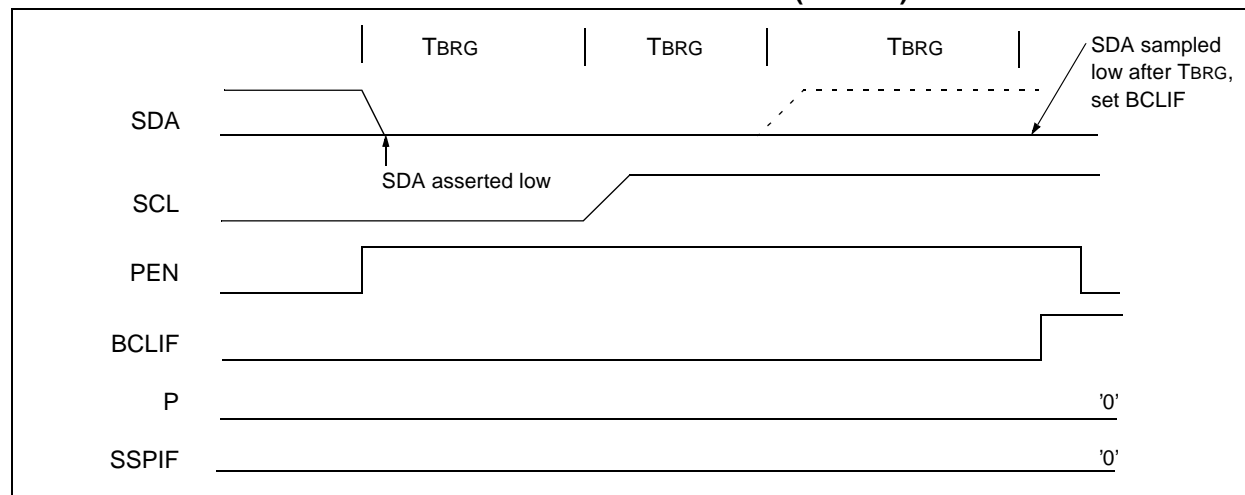 TBRG TBRG TBRG
SDA sampled
low after TBRG,
set BCLIF
SDA
SDA asserted low
SCL
PEN
BCLIF
P '0'
SSPIF '0'